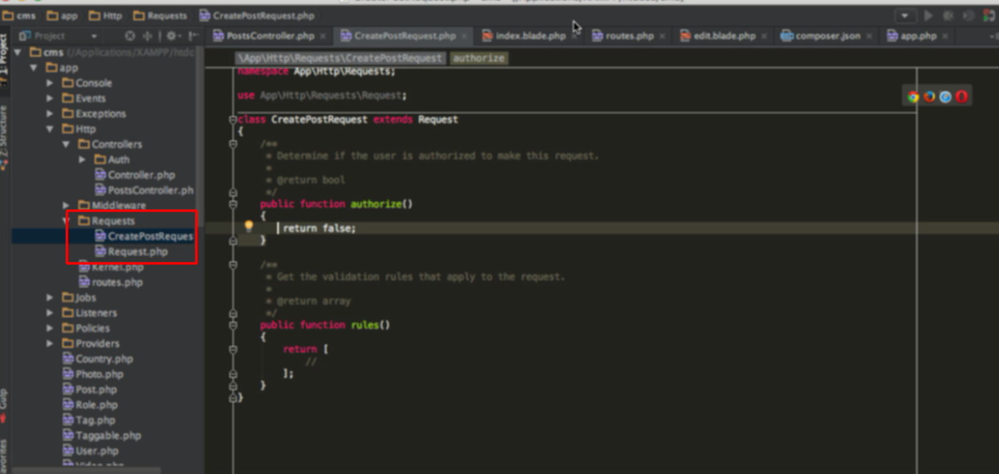 cms app Http Requests CreatePostRequest.php
Project
PostsController.php CreatePostRequest.php index.blade.php routes.php edit.blade.php composer.json app.php
1: Project
Z: Structure
Gulp
cms (/Applications/XAMPP/htdo
app
Console
Events
Exceptions
Http
Controllers
Auth
Controller.php
PostsController.ph
Middleware
Requests
CreatePostReques
Request.php
Kernel.php
routes.php
Jobs
Listeners
Policies
Providers
Country.php
Photo.php
Post.php
Role.php
Tag.php
Taggable.php
User.php
Video.php
\App\Http\Requests\CreatePostRequest authorize
namespace App\Http\Requests;
use App\Http\Requests\Request;
class CreatePostRequest extends Request
{
/**
* Determine if the user is authorized to make this request.
*
* @return bool
*/
public function authorize()
{
return false;
}
/**
* Get the validation rules that apply to the request.
*
* @return array
*/
public function rules()
{
return [
//
];
}
}